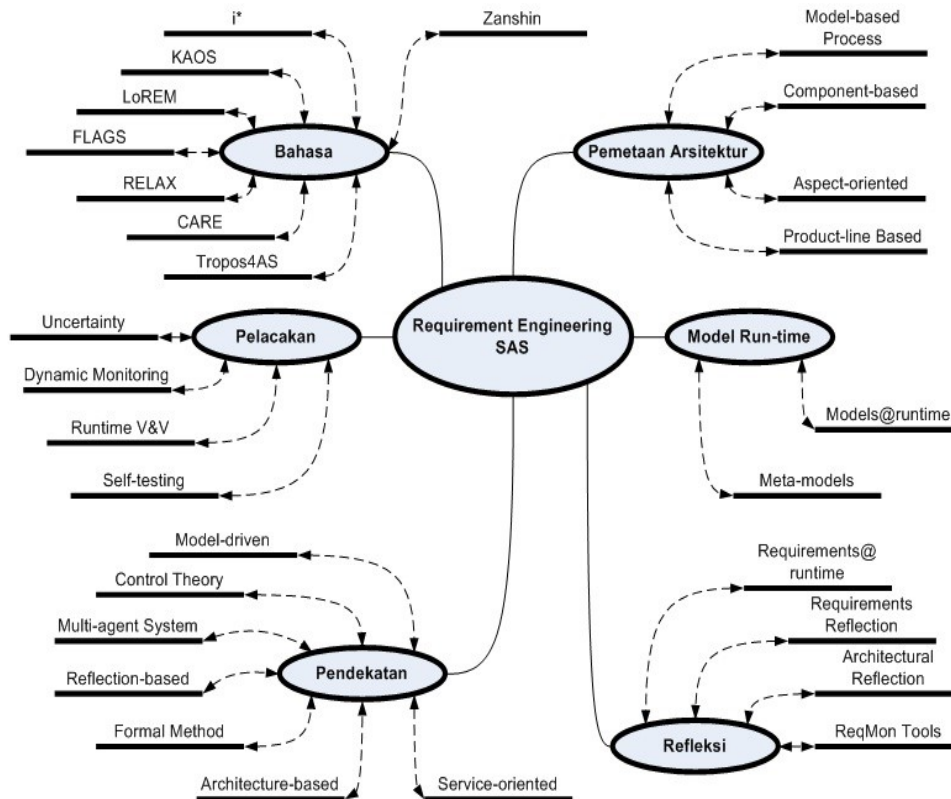 i*
Zanshin
KAOS
LoREM
FLAGS
Bahasa
RELAX
CARE
Tropos4AS
Model-based
Process
Component-based
Pemetaan Arsitektur
Aspect-oriented
Product-line Based
Uncertainty
Pelacakan
Dynamic Monitoring
Runtime V&V
Self-testing
Requirement Engineering
SAS
Model Run-time
Models@runtime
Meta-models
Model-driven
Control Theory
Multi-agent System
Reflection-based
Pendekatan
Formal Method
Architecture-based
Service-oriented
Requirements@
runtime
Requirements
Reflection
Architectural
Reflection
Refleksi
ReqMon Tools